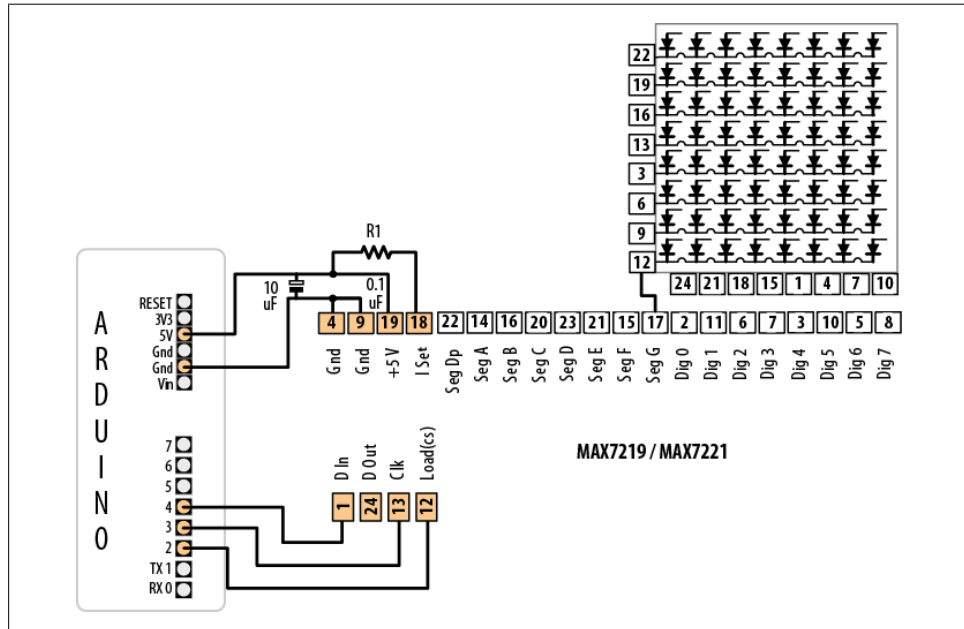 22
19
16
13
3
6
9
12
24 21 18 15 1 4 7 10
R1
10 uF
0.1 uF
ARDUINO
RESET
3V3
5V
Gnd
Gnd
Vin
7
6
5
4
3
2
TX 1
RX 0
4 9 19 18 22 14 16 20 23 21 15 17 2 11 6 7 3 10 5 8
Gnd
Gnd
+5 V
I Set
Seg Dp
Seg A
Seg B
Seg C
Seg D
Seg E
Seg F
Seg G
Dig 0
Dig 1
Dig 2
Dig 3
Dig 4
Dig 5
Dig 6
Dig 7
D In
D Out
Clk
Load(cs)
1 24 13 12
MAX7219 / MAX7221